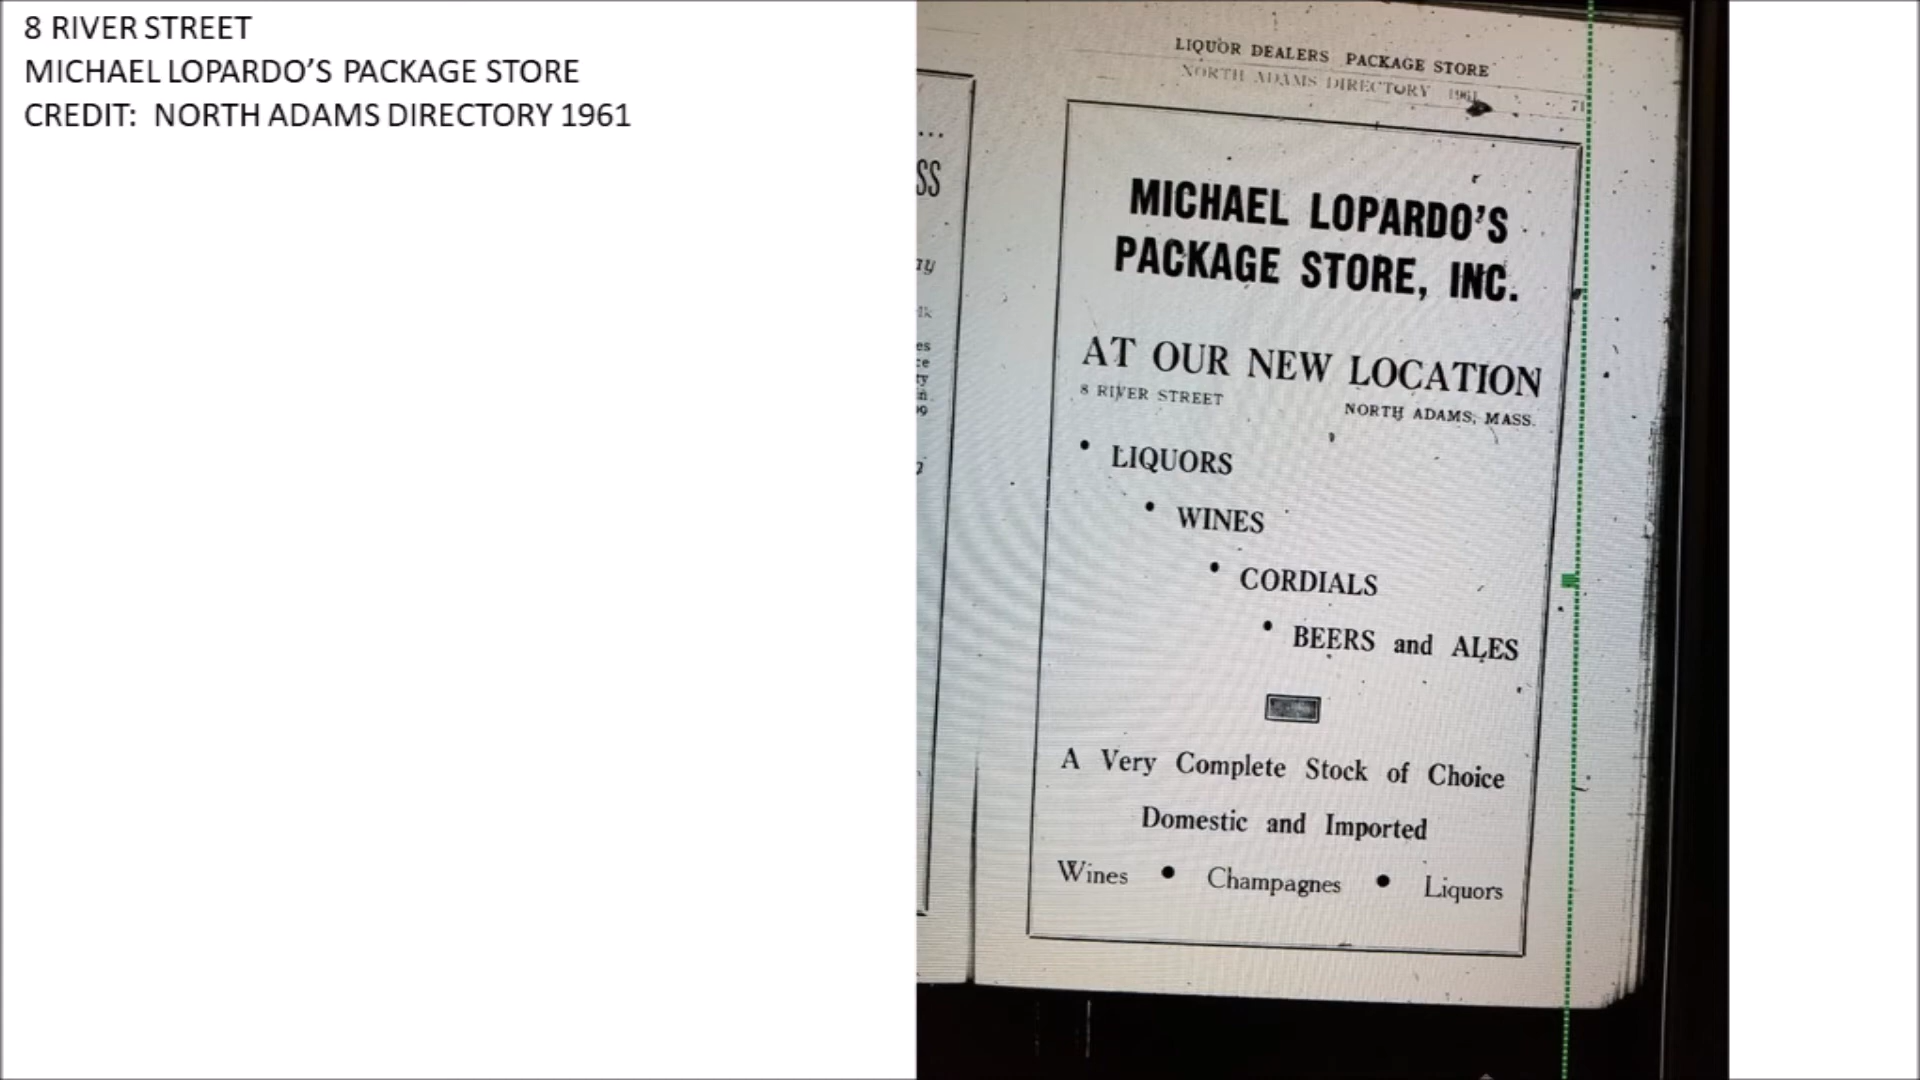 8 RIVER STREET
MICHAEL LOPARDO'S PACKAGE STORE
CREDIT:  NORTH ADAMS DIRECTORY 1961
LIQUOR DEALERS PACKAGE STORE
NORTH ADAMS DIRECTORY 1961
71
MICHAEL LOPARDO'S
PACKAGE STORE, INC.
AT OUR NEW LOCATION
8 RIVER STREET NORTH ADAMS, MASS.
• LIQUORS
• WINES
• CORDIALS
• BEERS and ALES
A Very Complete Stock of Choice
Domestic and Imported
Wines • Champagnes • Liquors